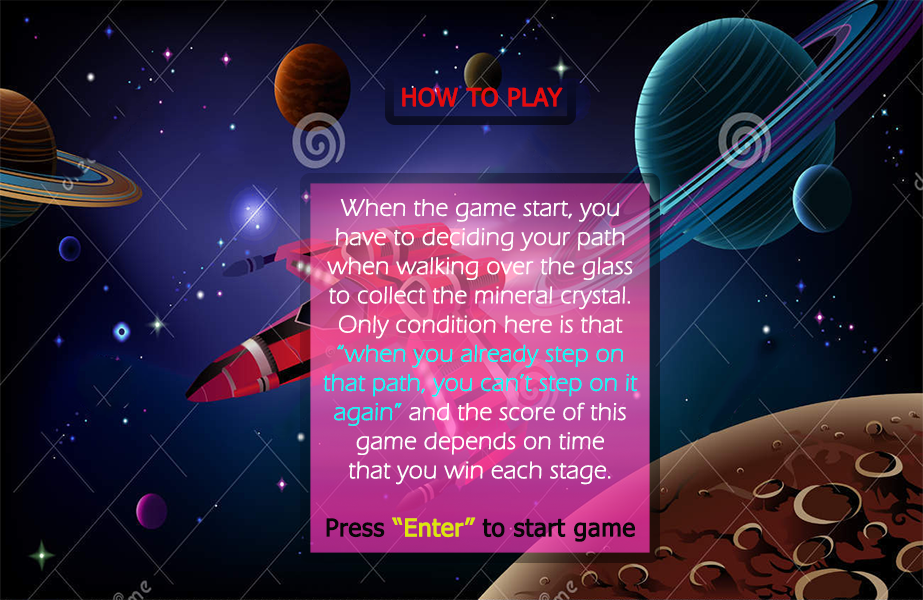 HOW TO PLAY
When the game start, you
have to deciding your path
when walking over the glass
to collect the mineral crystal.
Only condition here is that
“when you already step on
that path, you can't step on it
again” and the score of this
game depends on time
that you win each stage.
Press “Enter” to start game